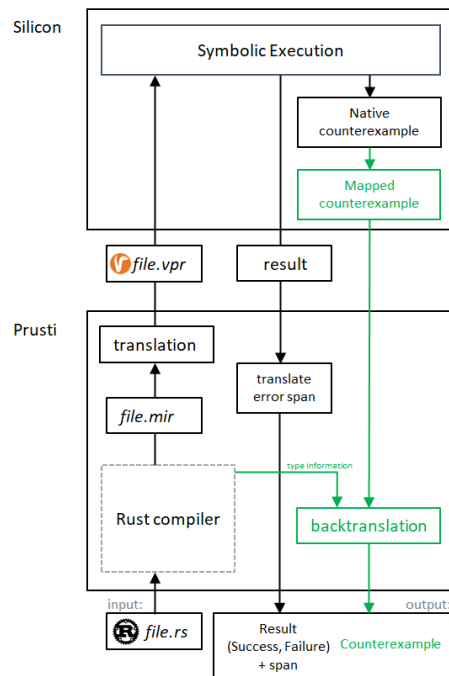 Silicon
Symbolic Execution
Native
counterexample
Mapped
counterexample
file.vpr
result
Prusti
translation
translate
error span
file.mir
type information
Rust compiler
backtranslation
input:
output:
file.rs
Result
(Success, Failure)
+ span
Counterexample